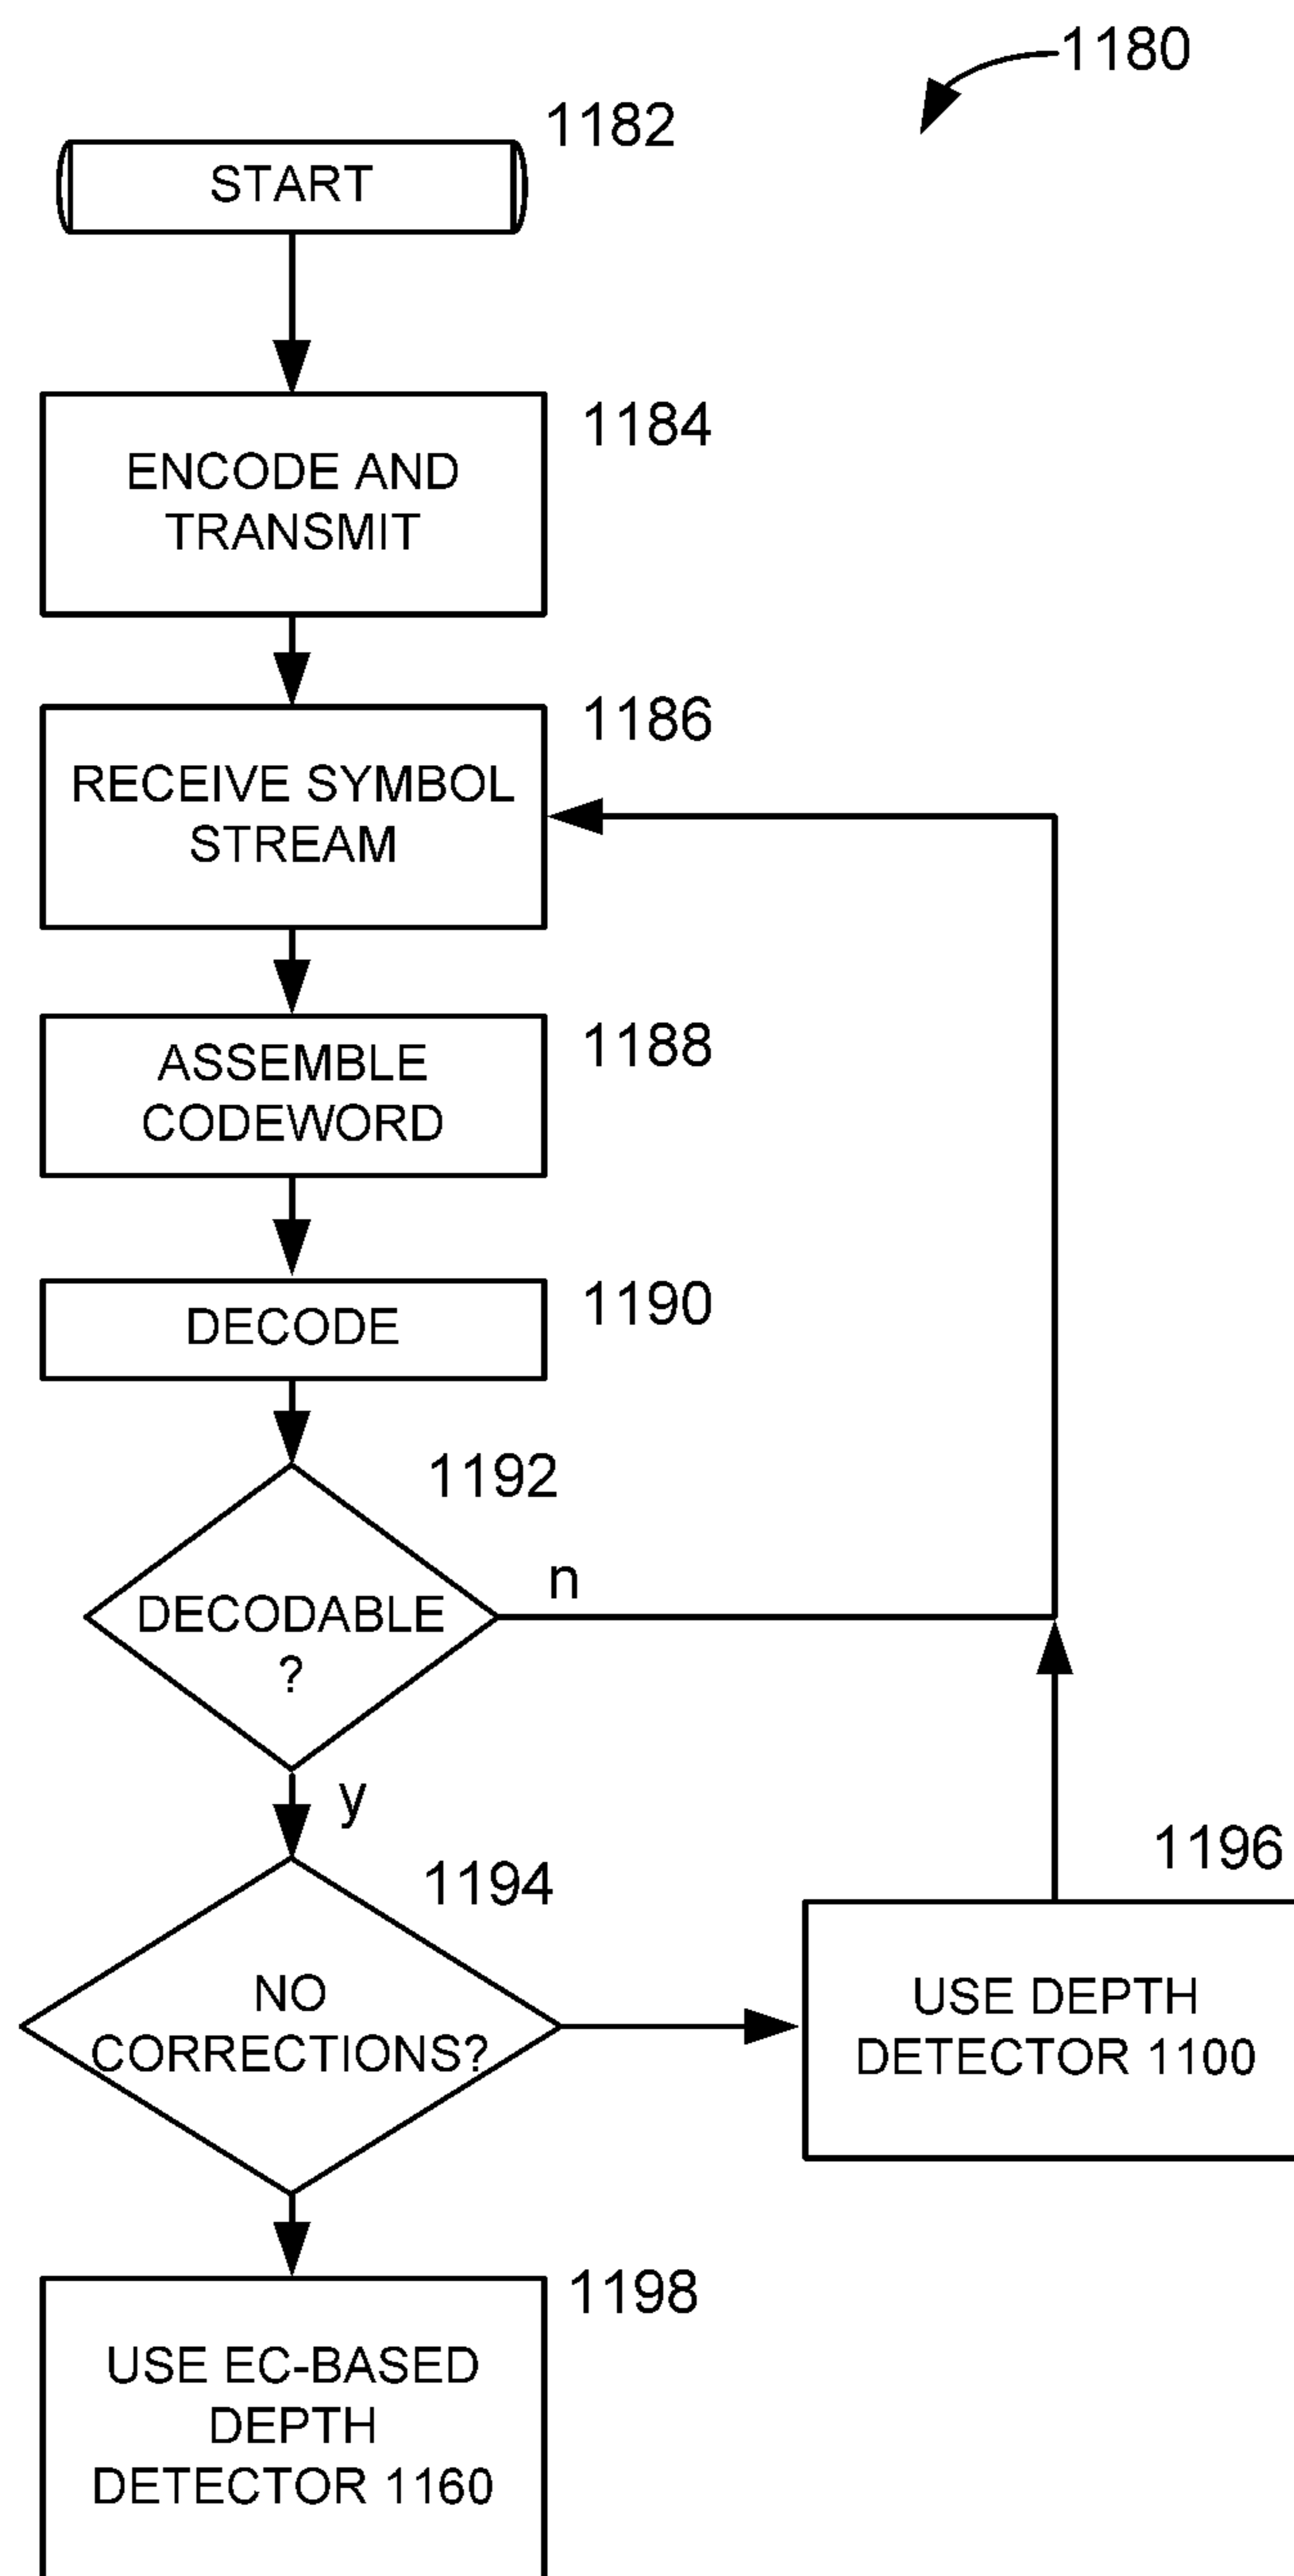 1180
1182
START
1184
ENCODE AND
TRANSMIT
1186
RECEIVE SYMBOL
STREAM
1188
ASSEMBLE
CODEWORD
1190
DECODE
1192
n
DECODABLE
?
y
1194
1196
NO
CORRECTIONS?
USE DEPTH
DETECTOR 1100
1198
USE EC-BASED
DEPTH
DETECTOR 1160